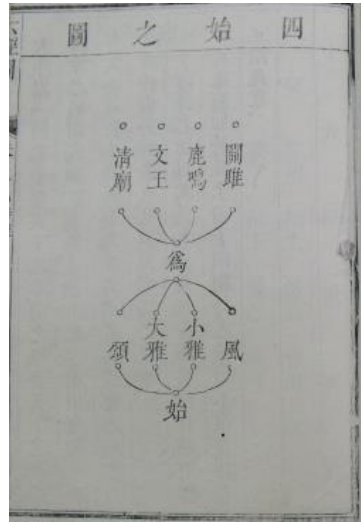 四始之圖
關雎 鹿鳴 文王 清廟
為
風 小雅 大雅 頌
始